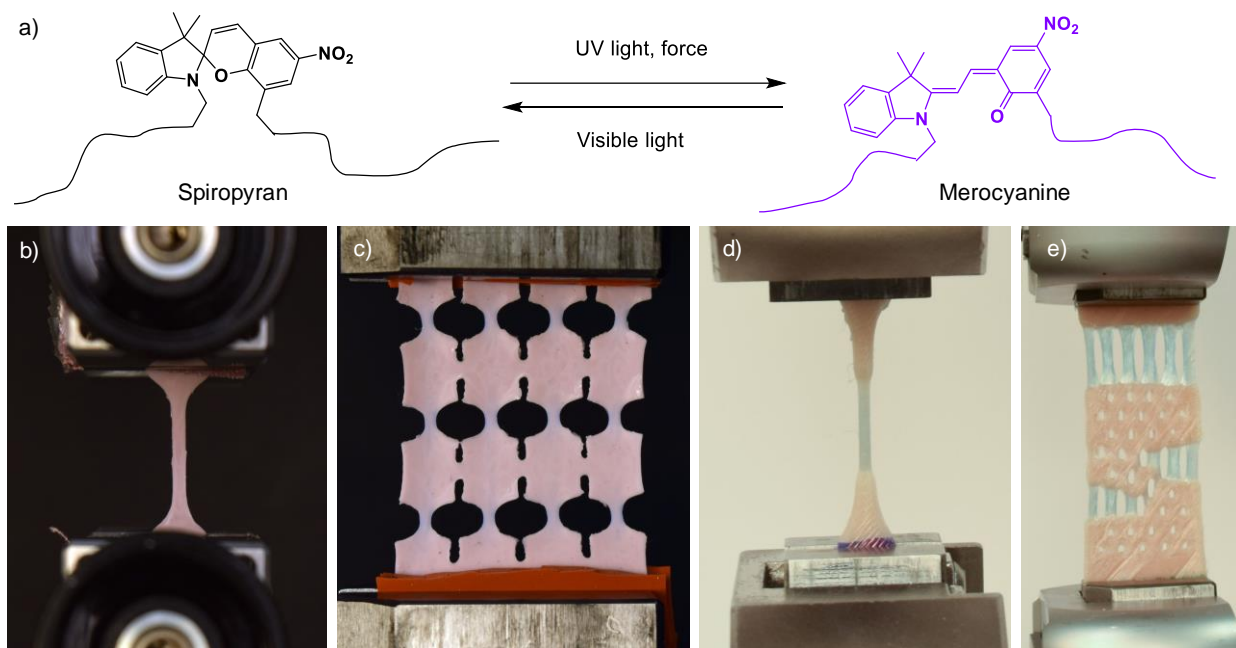 a)
NO2
N
O
Spiropyran
UV light, force
Visible light
NO2
N
O
Merocyanine
b)
c)
d)
e)